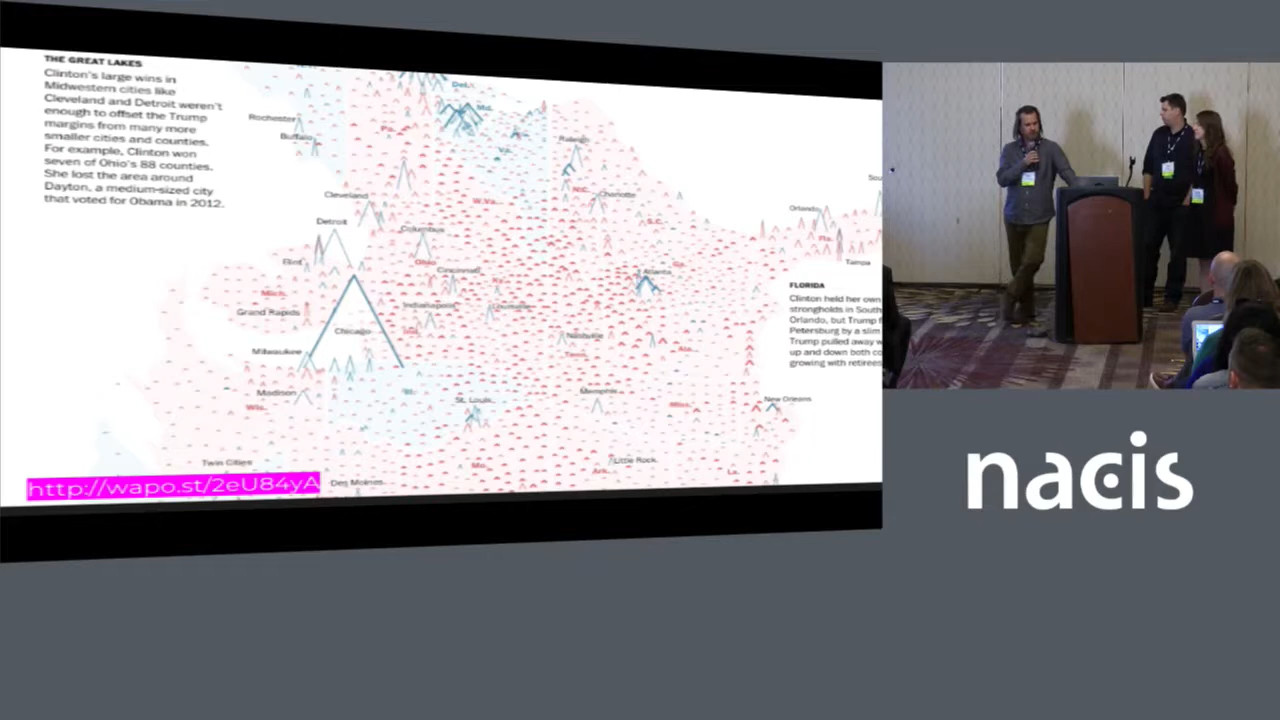 THE GREAT LAKES
Clinton's large wins in
Midwestern cities like
Cleveland and Detroit weren't
enough to offset the Trump
margins from many more
smaller cities and counties.
For example, Clinton won
seven of Ohio's 88 counties.
She lost the area around
Dayton, a medium-sized city
that voted for Obama in 2012.
Del.
Md.
Rochester
Buffalo
Pa.
Va.
Raleigh
Cleveland
W.Va.
N.C.
Charlotte
Orlando
Detroit
Columbus
S.C.
Fla.
Flint
Ohio
Cincinnati
Ga.
Atlanta
Tampa
Mich.
Grand Rapids
Indianapolis
Louisville
Chicago
Ind.
Nashville
Tenn.
Ala.
Milwaukee
Madison
Wis.
Ill.
St. Louis
Memphis
Miss.
New Orleans
FLORIDA
Clinton held her own
strongholds in South
Orlando, but Trump f
Petersburg by a slim
Trump pulled away w
up and down both co
growing with retirees
Twin Cities
Mo.
Little Rock
Ark.
La.
Des Moines
http://wapo.st/2eU84yA
nacis